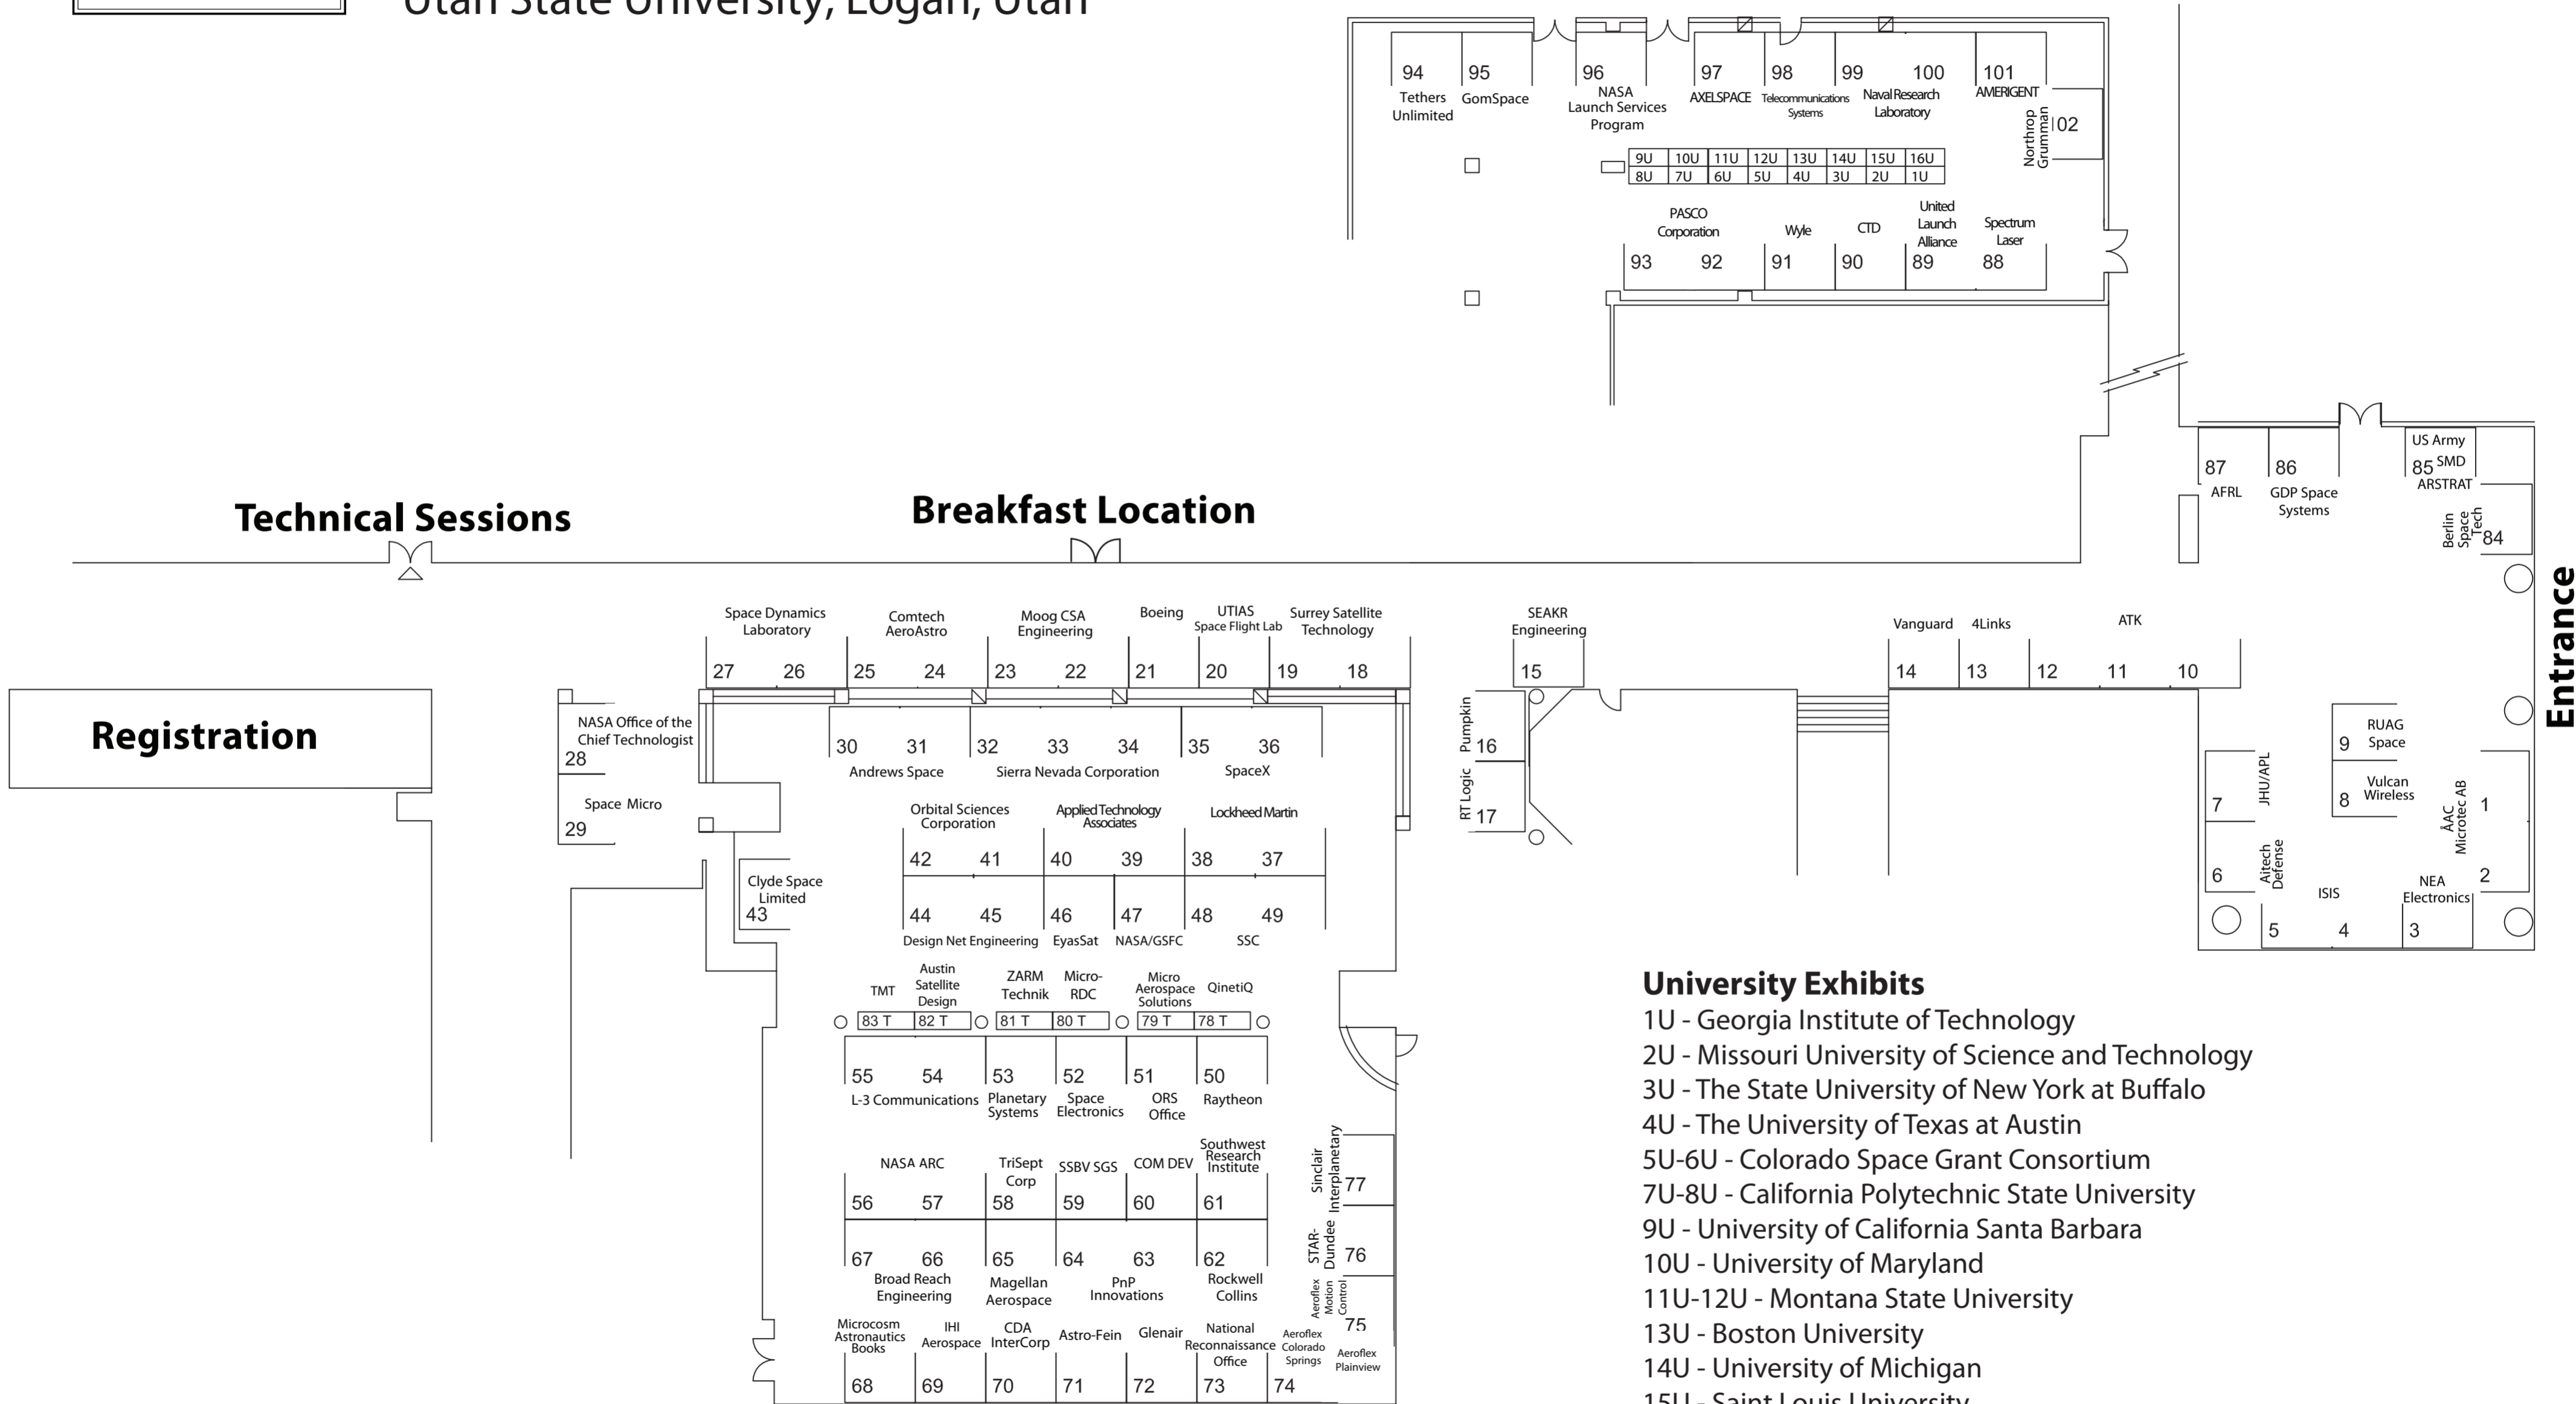 Utah State University, Logan, Utah
94
95
96
97
98
99
100
101
Tethers
Unlimited
GomSpace
NASA
Launch Services
Program
AXELSPACE
Telecommunications
Systems
Naval Research
Laboratory
AMERIGENT
Northrop
Grumman
102
9U 10U 11U 12U 13U 14U 15U 16U
8U 7U 6U 5U 4U 3U 2U 1U
PASCO
Corporation
Wyle
CTD
United
Launch
Alliance
Spectrum
Laser
93
92
91
90
89
88
US Army
SMD
85
ARSTRAT
87
AFRL
86
GDP Space
Systems
Berlin
Space
Tech
84
Entrance
Technical Sessions
Breakfast Location
Space Dynamics
Laboratory
Comtech
AeroAstro
Moog CSA
Engineering
Boeing
UTIAS
Space Flight Lab
Surrey Satellite
Technology
SEAKR
Engineering
Vanguard
4Links
ATK
27
26
25
24
23
22
21
20
19
18
15
14
13
12
11
10
Registration
NASA Office of the
Chief Technologist
28
Space Micro
29
30
31
32
33
34
35
36
Andrews Space
Sierra Nevada Corporation
SpaceX
Pumpkin
16
RT Logic
17
RUAG
Space
9
Vulcan
Wireless
8
JHU/APL
7
Aitech
Defense
6
ÅAC
Microtec AB
1
2
ISIS
NEA
Electronics
5
4
3
Orbital Sciences
Corporation
Applied Technology
Associates
Lockheed Martin
42
41
40
39
38
37
Clyde Space
Limited
43
44
45
46
47
48
49
Design Net Engineering
EyasSat
NASA/GSFC
SSC
TMT
Austin
Satellite
Design
ZARM
Technik
Micro-
RDC
Micro
Aerospace
Solutions
QinetiQ
83 T
82 T
81 T
80 T
79 T
78 T
55
54
53
52
51
50
L-3 Communications
Planetary
Systems
Space
Electronics
ORS
Office
Raytheon
NASA ARC
TriSept
Corp
SSBV SGS
COM DEV
Southwest
Research
Institute
56
57
58
59
60
61
Sinclair
Interplanetary
77
67
66
65
64
63
62
STAR-
Dundee
76
Broad Reach
Engineering
Magellan
Aerospace
PnP
Innovations
Rockwell
Collins
Aeroflex
Motion
Control
75
Microcosm
Astronautics
Books
IHI
Aerospace
CDA
InterCorp
Astro-Fein
Glenair
National
Reconnaissance
Office
Aeroflex
Colorado
Springs
Aeroflex
Plainview
68
69
70
71
72
73
74
University Exhibits
1U - Georgia Institute of Technology
2U - Missouri University of Science and Technology
3U - The State University of New York at Buffalo
4U - The University of Texas at Austin
5U-6U - Colorado Space Grant Consortium
7U-8U - California Polytechnic State University
9U - University of California Santa Barbara
10U - University of Maryland
11U-12U - Montana State University
13U - Boston University
14U - University of Michigan
15U - Saint Louis University